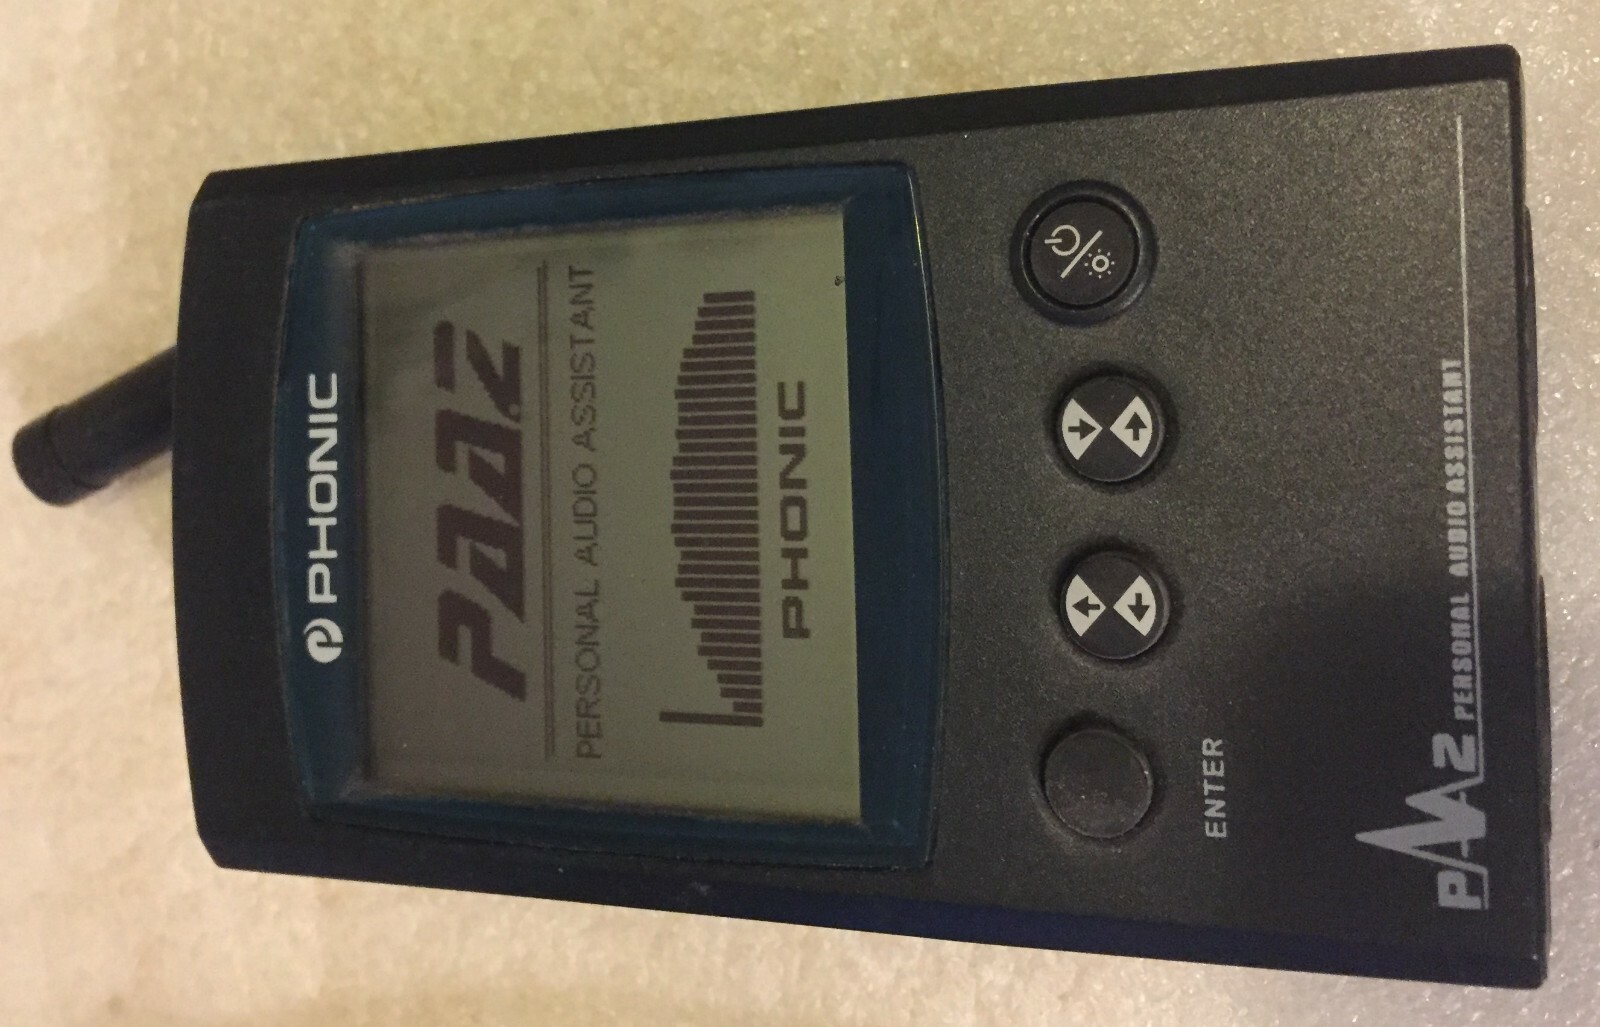 PHONIC
PAA2
PERSONAL AUDIO ASSISTANT
PHONIC
ENTER
PAA2 PERSONAL AUDIO ASSISTANT